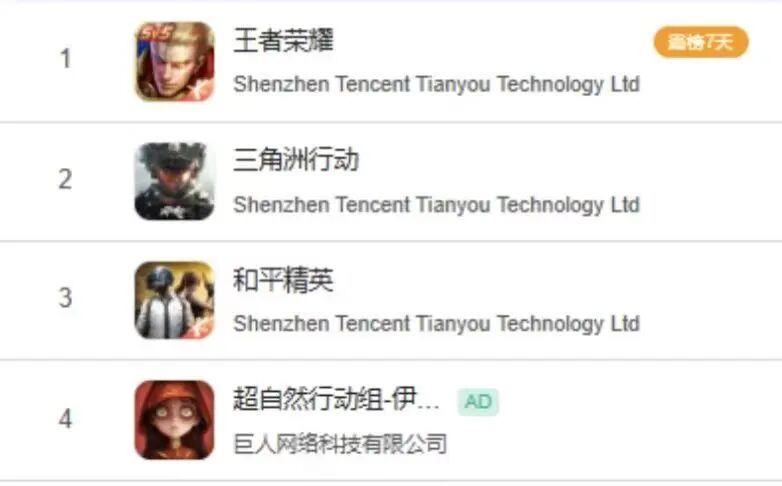 1
5v5
王者荣耀
霸榜7天
Shenzhen Tencent Tianyou Technology Ltd
2
三角洲行动
Shenzhen Tencent Tianyou Technology Ltd
3
和平精英
Shenzhen Tencent Tianyou Technology Ltd
4
超自然行动组-伊... AD
巨人网络科技有限公司